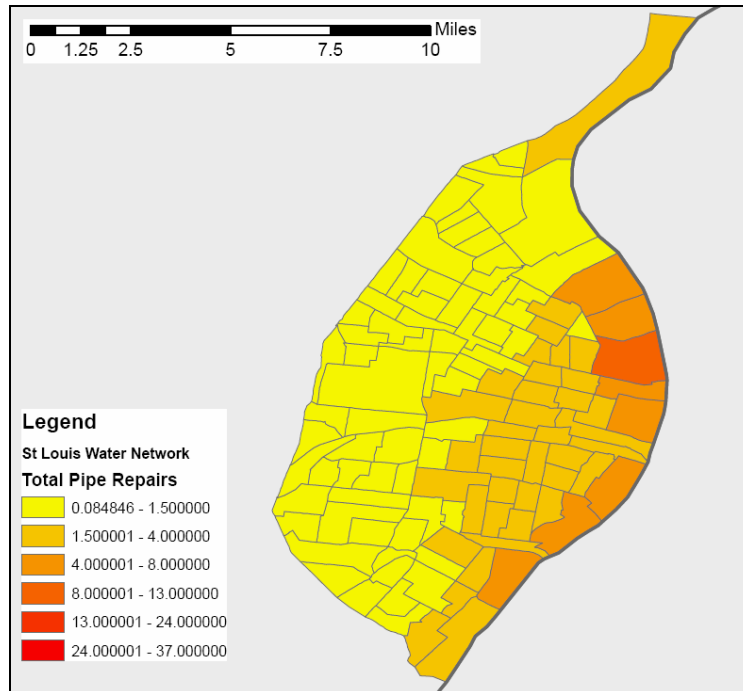 Miles
0 1.25 2.5 5 7.5 10
Legend
St Louis Water Network
Total Pipe Repairs
0.084846 - 1.500000
1.500001 - 4.000000
4.000001 - 8.000000
8.000001 - 13.000000
13.000001 - 24.000000
24.000001 - 37.000000